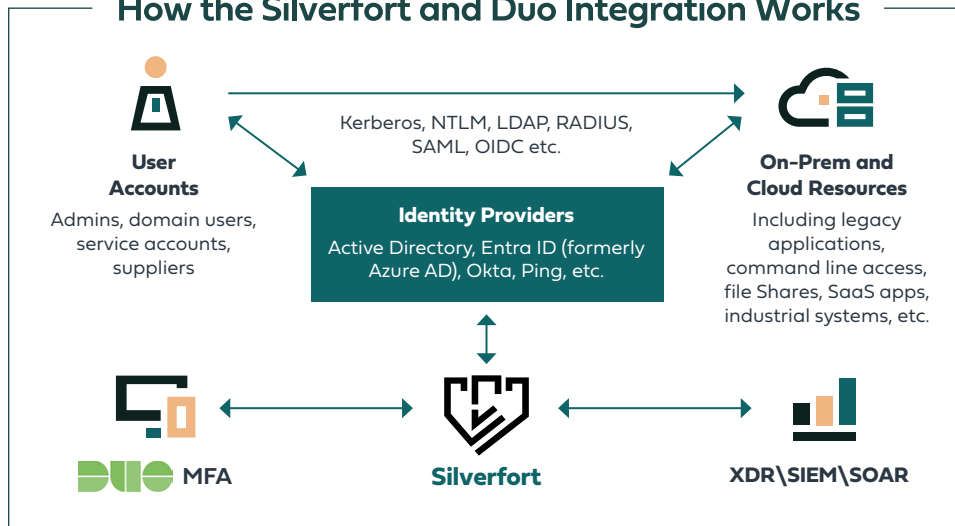 How the Silverfort and Duo Integration Works
Kerberos, NTLM, LDAP, RADIUS,
SAML, OIDC etc.
User
Accounts
Admins, domain users,
service accounts,
suppliers
Identity Providers
Active Directory, Entra ID (formerly
Azure AD), Okta, Ping, etc.
On-Prem and
Cloud Resources
Including legacy
applications,
command line access,
file Shares, SaaS apps,
industrial systems, etc.
DUO MFA
Silverfort
XDR\SIEM\SOAR